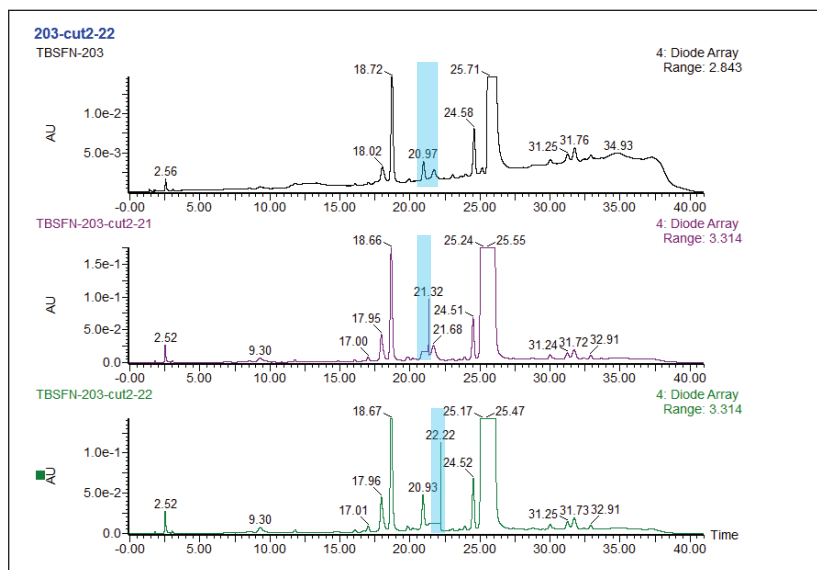 203-cut2-22
TBSFN-203
4: Diode Array
Range: 2.843
AU
1.0e-2
5.0e-3
2.56
18.02
18.72
20.97
24.58
25.71
31.25
31.76
34.93
-0.00 5.00 10.00 15.00 20.00 25.00 30.00 35.00 40.00
TBSFN-203-cut2-21
4: Diode Array
Range: 3.314
AU
1.5e-1
1.0e-1
5.0e-2
0.0
2.52
9.30
17.00
17.95
18.66
21.32
21.68
24.51
25.24
25.55
31.24
31.72
32.91
-0.00 5.00 10.00 15.00 20.00 25.00 30.00 35.00 40.00
TBSFN-203-cut2-22
4: Diode Array
Range: 3.314
AU
1.0e-1
5.0e-2
0.0
2.52
9.30
17.01
17.96
18.67
20.93
22.22
24.52
25.17
25.47
31.25
31.73
32.91
Time
-0.00 5.00 10.00 15.00 20.00 25.00 30.00 35.00 40.00